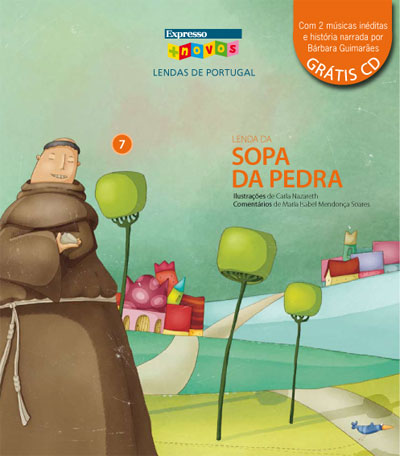 Expresso
+novos
LENDAS DE PORTUGAL
Com 2 músicas inéditas
e história narrada por
Bárbara Guimarães
GRÁTIS CD
7
LENDA DA
SOPA
DA PEDRA
Ilustrações de Carla Nazareth
Comentários de Maria Isabel Mendonça Soares